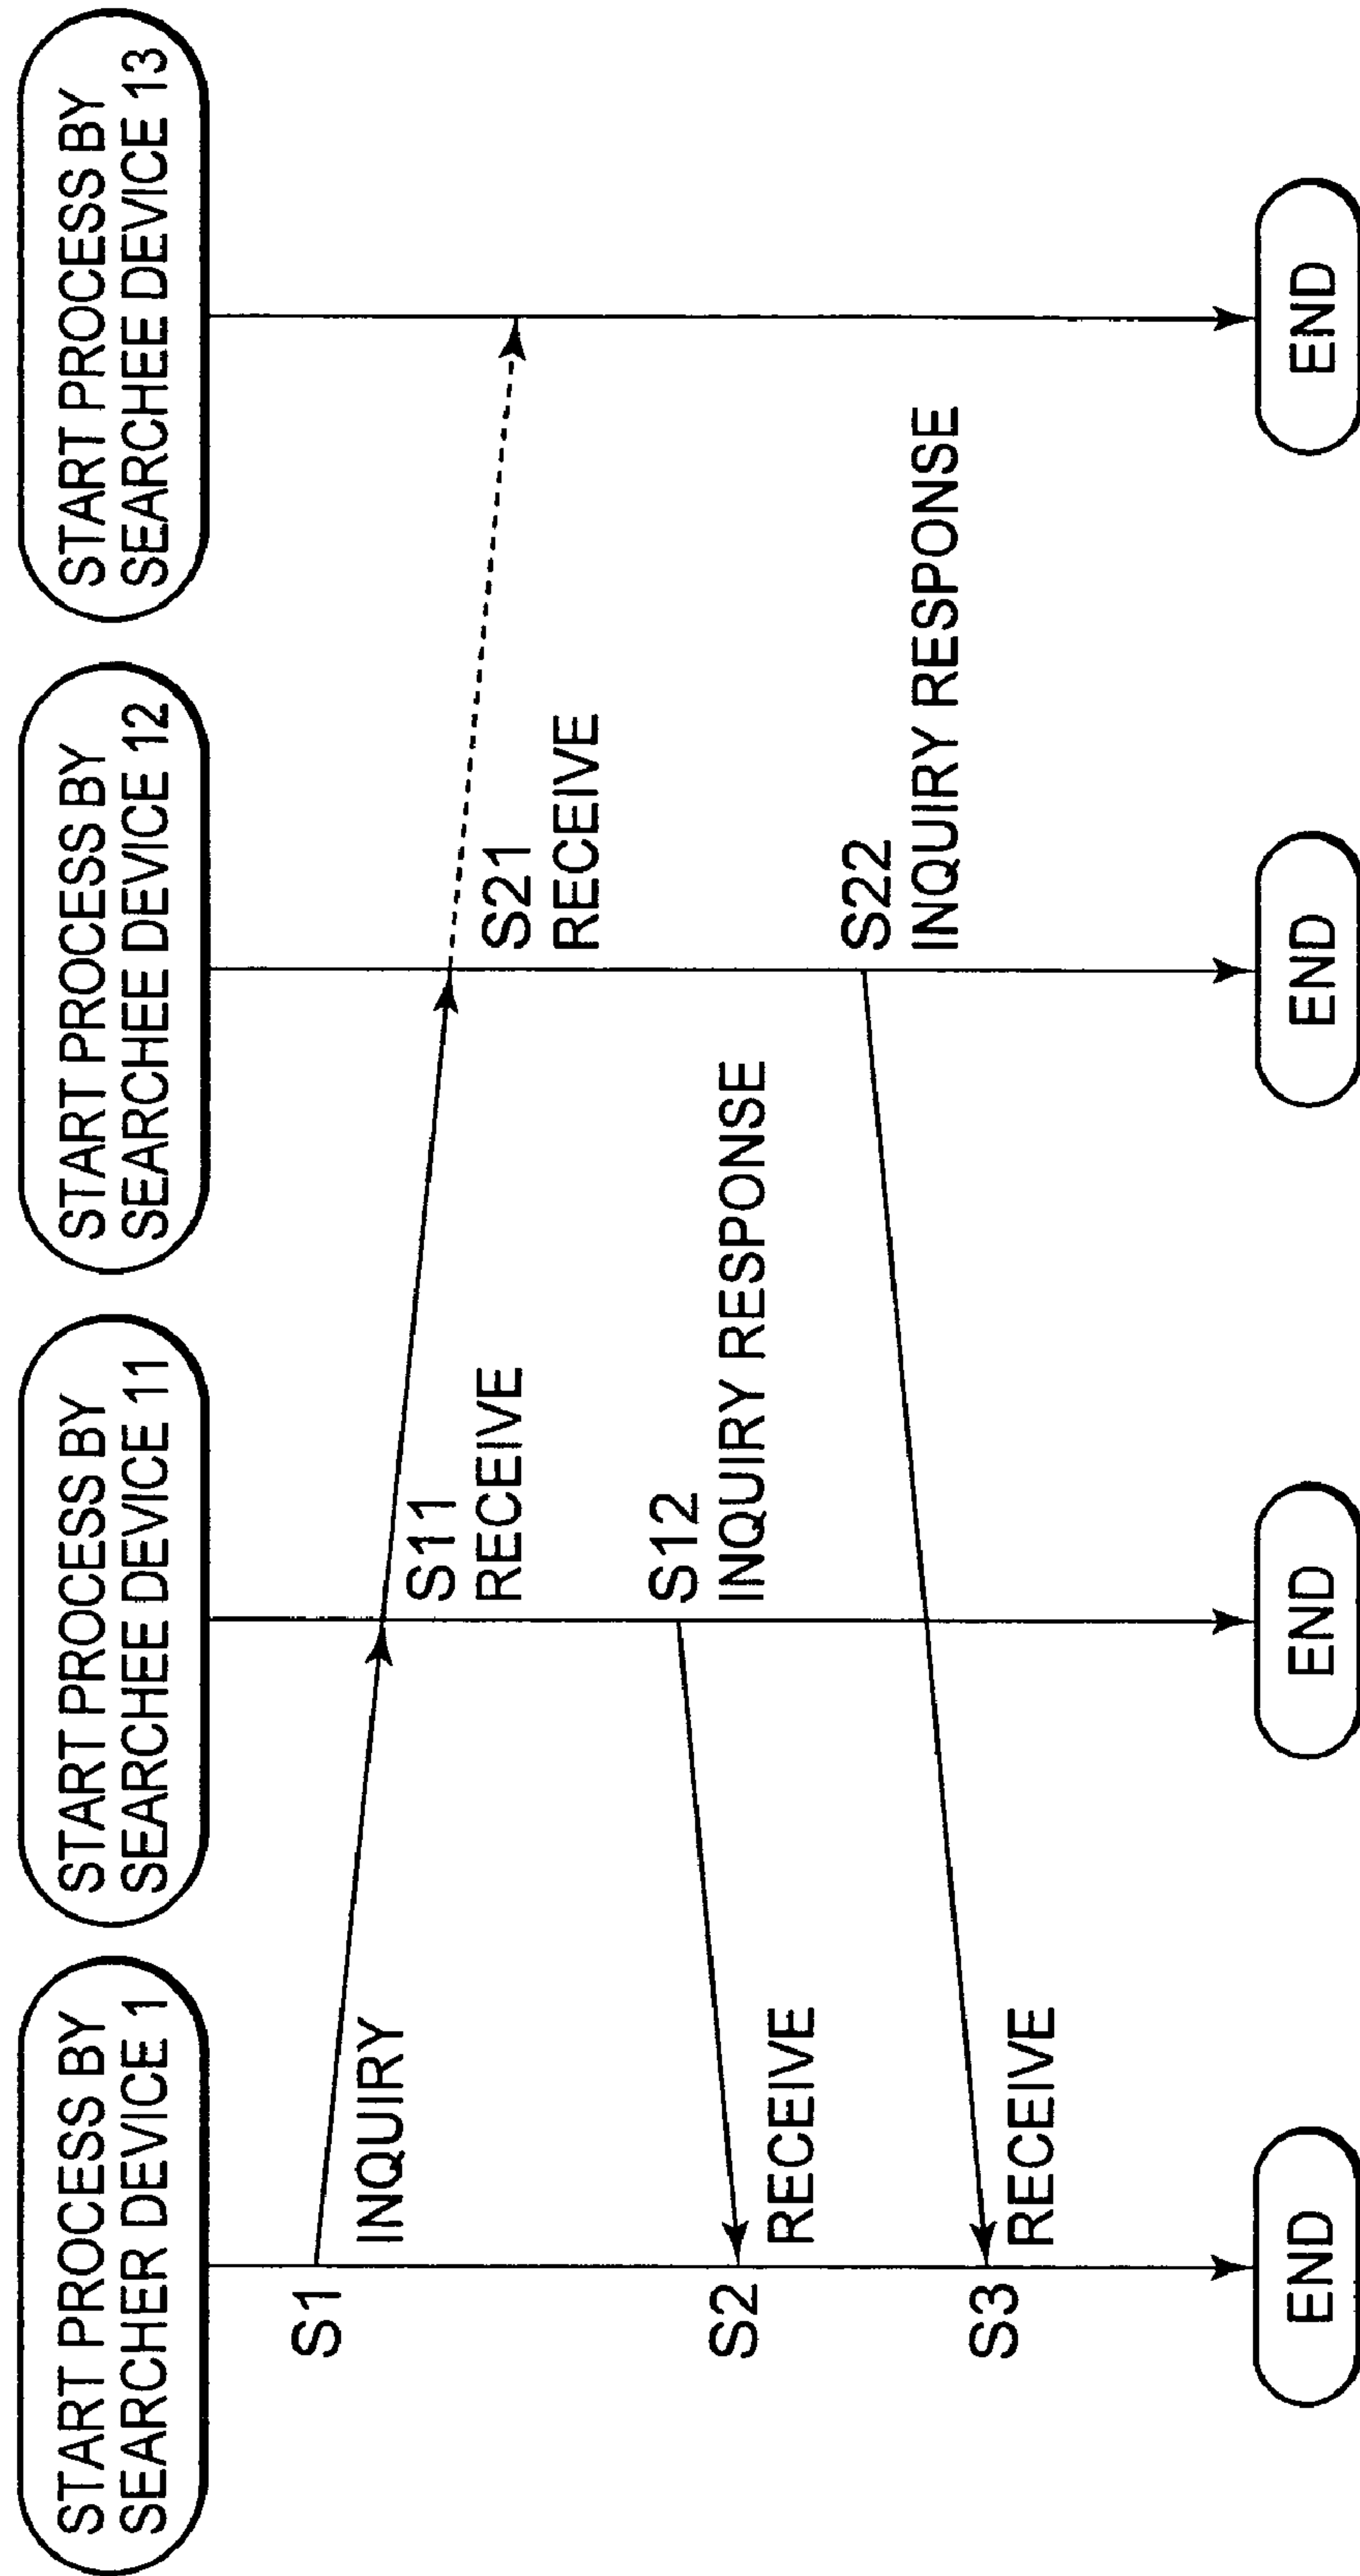 START PROCESS BY
SEARCHER DEVICE 1
START PROCESS BY
SEARCHEE DEVICE 11
START PROCESS BY
SEARCHEE DEVICE 12
START PROCESS BY
SEARCHEE DEVICE 13
S1
INQUIRY
S11
RECEIVE
S21
RECEIVE
S12
INQUIRY RESPONSE
S2
RECEIVE
S22
INQUIRY RESPONSE
S3
RECEIVE
END
END
END
END